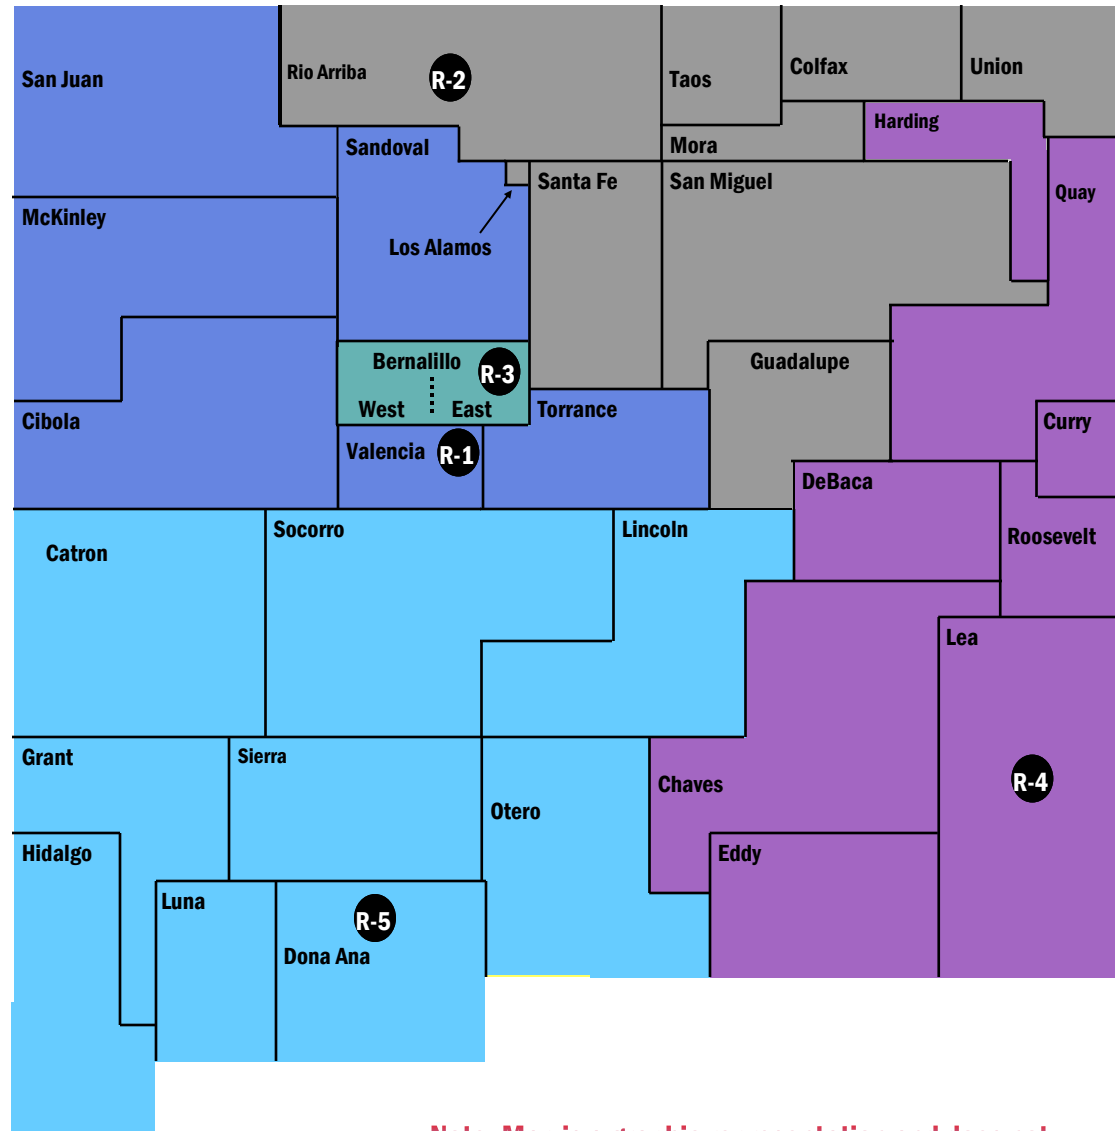 San Juan
Rio Arriba
R-2
Taos
Colfax
Union
Harding
Sandoval
Mora
Santa Fe
San Miguel
Quay
McKinley
Los Alamos
Bernalillo
R-3
West
East
Guadalupe
Cibola
Torrance
Curry
Valencia
R-1
DeBaca
Socorro
Lincoln
Roosevelt
Catron
Lea
Grant
Sierra
Chaves
R-4
Otero
Hidalgo
Eddy
Luna
R-5
Dona Ana